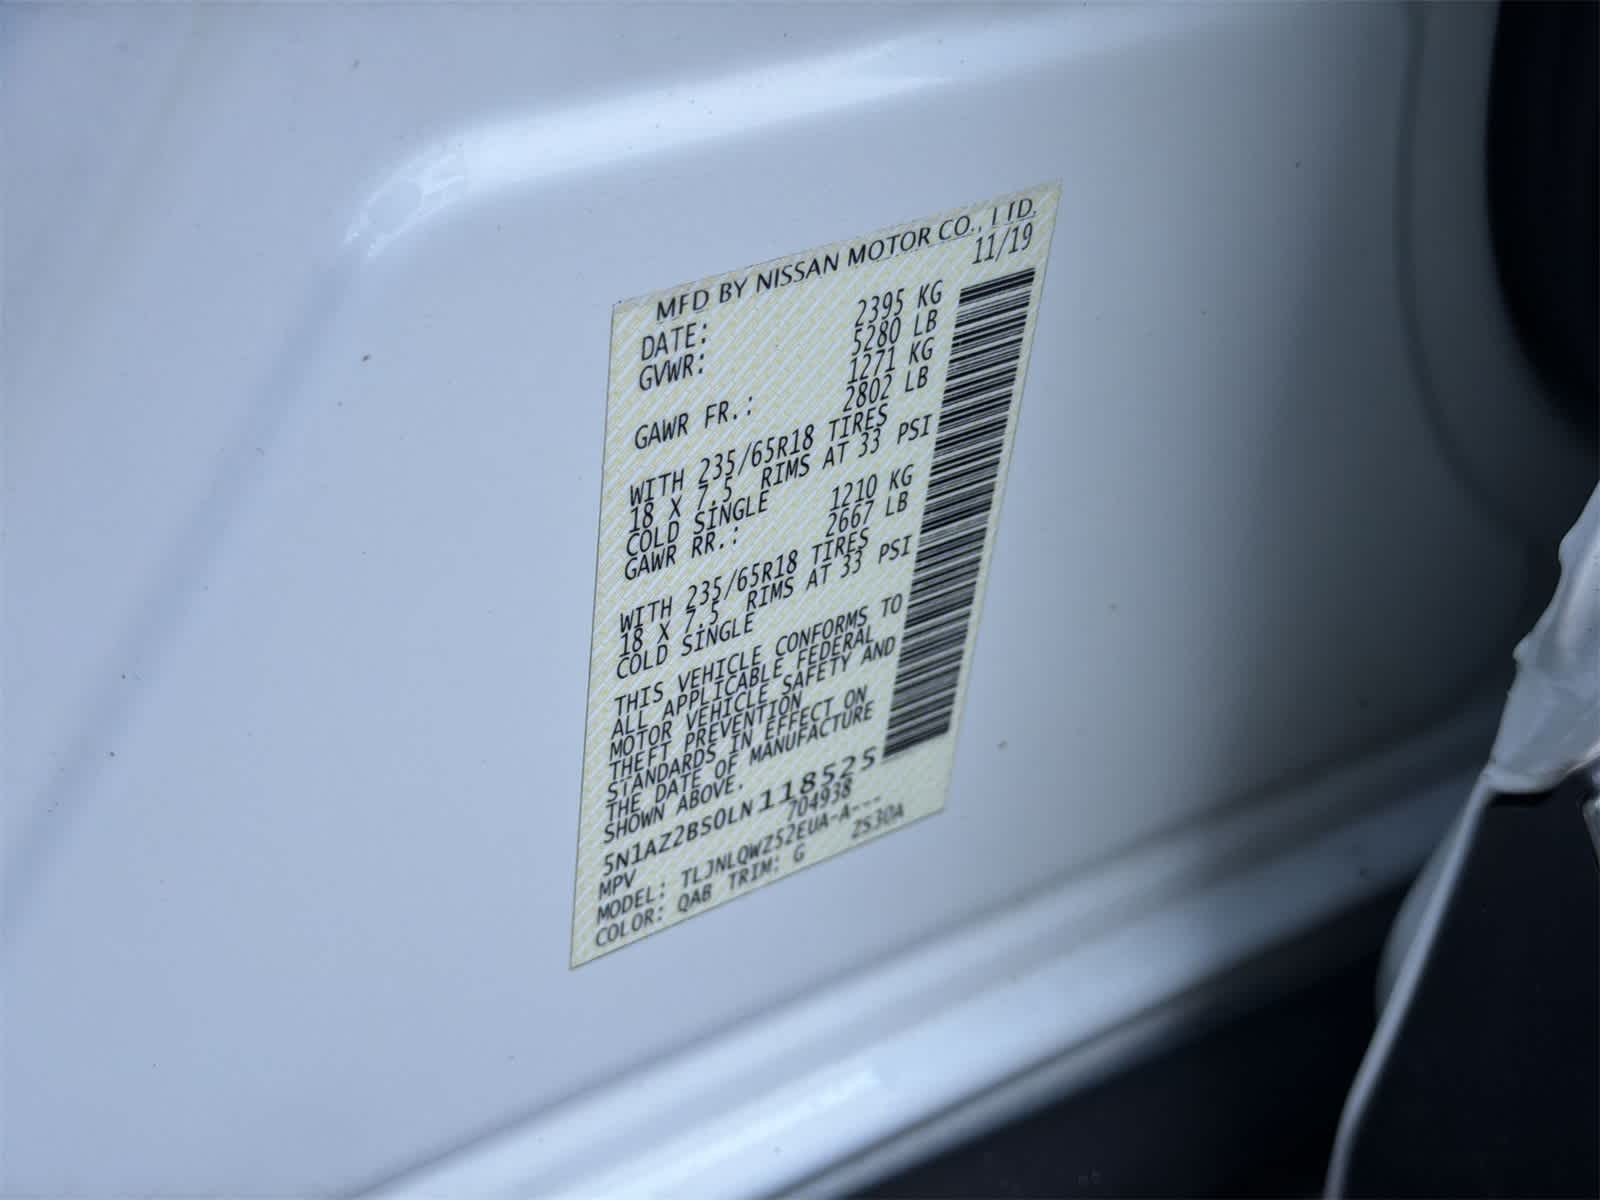 MFD BY NISSAN MOTOR CO., LTD.
DATE: 11/19
GVWR: 2395 KG
5280 LB
GAWR FR.: 1271 KG
2802 LB
WITH 235/65R18 TIRES
18 X 7.5 RIMS AT 33 PSI
COLD SINGLE
GAWR RR.: 1210 KG
2667 LB
WITH 235/65R18 TIRES
18 X 7.5 RIMS AT 33 PSI
COLD SINGLE
THIS VEHICLE CONFORMS TO
ALL APPLICABLE FEDERAL
MOTOR VEHICLE SAFETY AND
THEFT PREVENTION
STANDARDS IN EFFECT ON
THE DATE OF MANUFACTURE
SHOWN ABOVE.
5N1AZ2BS0LN118525
MPV 704938
MODEL: TLJNLQWZ52EUA-A---
COLOR: QAB TRIM: G ZS30A